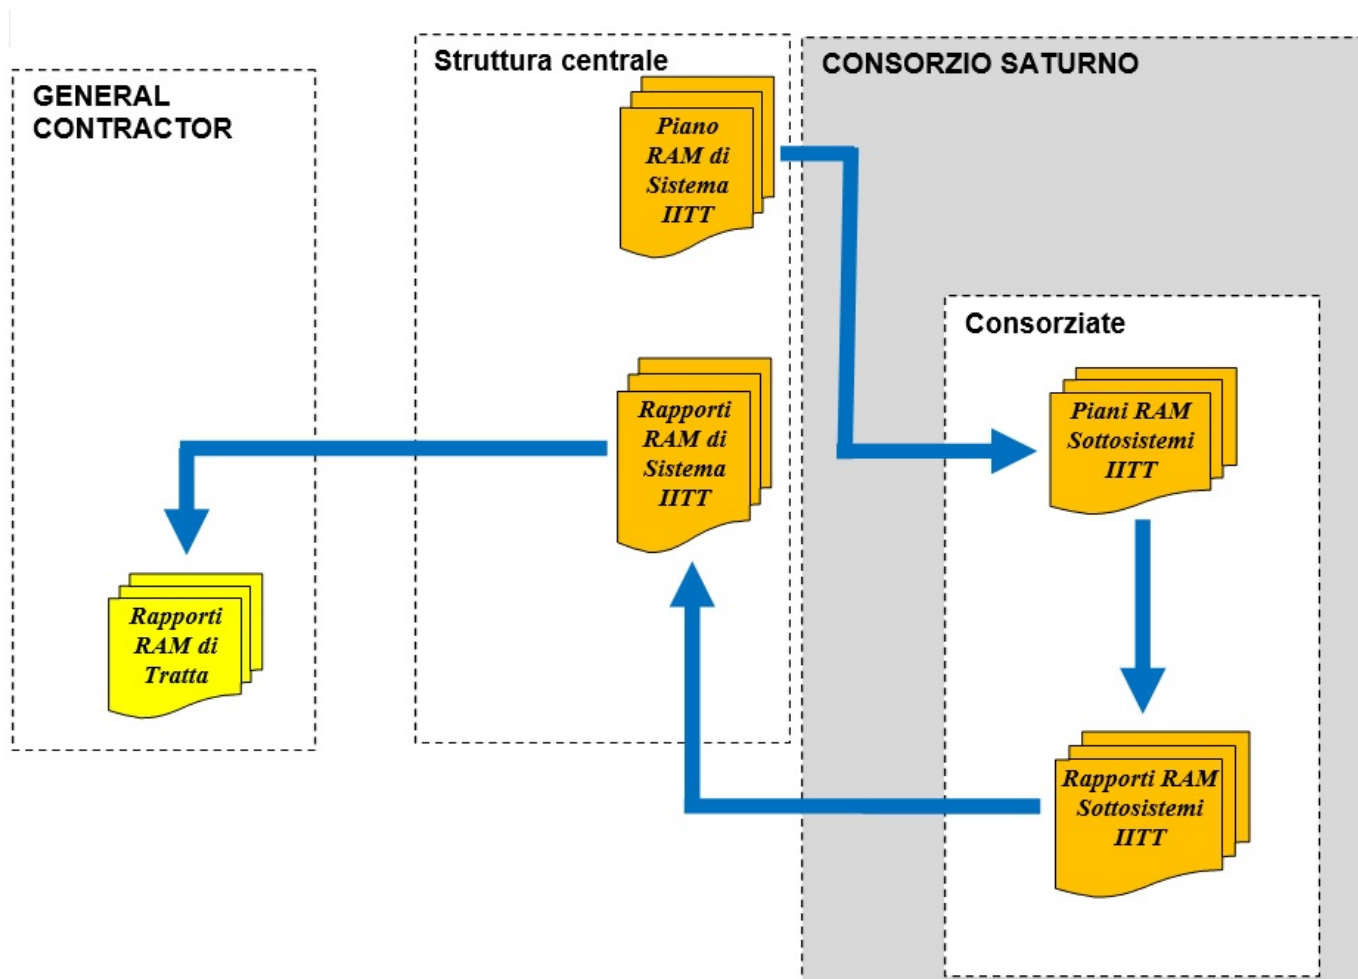 GENERAL
CONTRACTOR
Struttura centrale
CONSORZIO SATURNO
Piano
RAM di
Sistema
IITT
Consorziate
Rapporti
RAM di
Sistema
IITT
Piani RAM
Sottosistemi
IITT
Rapporti
RAM di
Tratta
Rapporti RAM
Sottosistemi
IITT